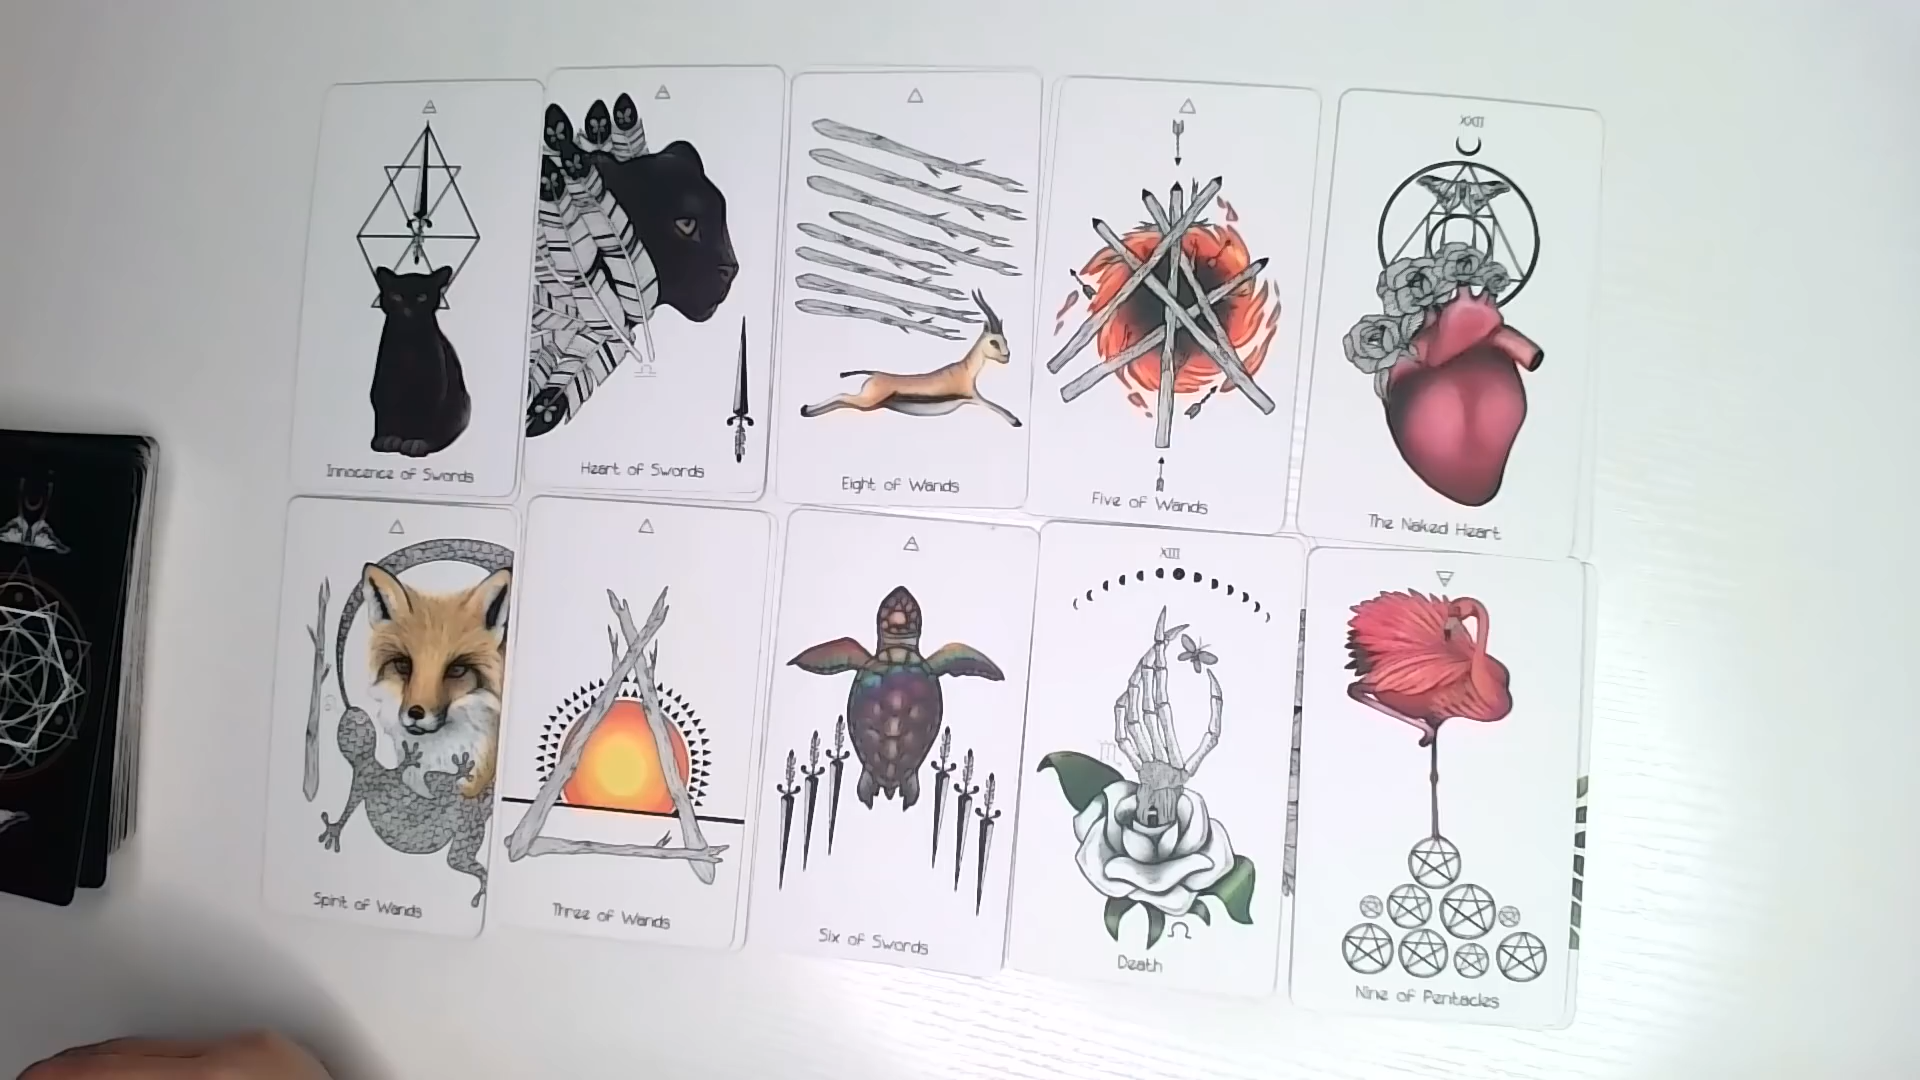 Innocence of Swords
Heart of Swords
Eight of Wands
Five of Wands
XXII
The Naked Heart
Spirit of Wands
Three of Wands
Six of Swords
XIII
Death
Nine of Pentacles